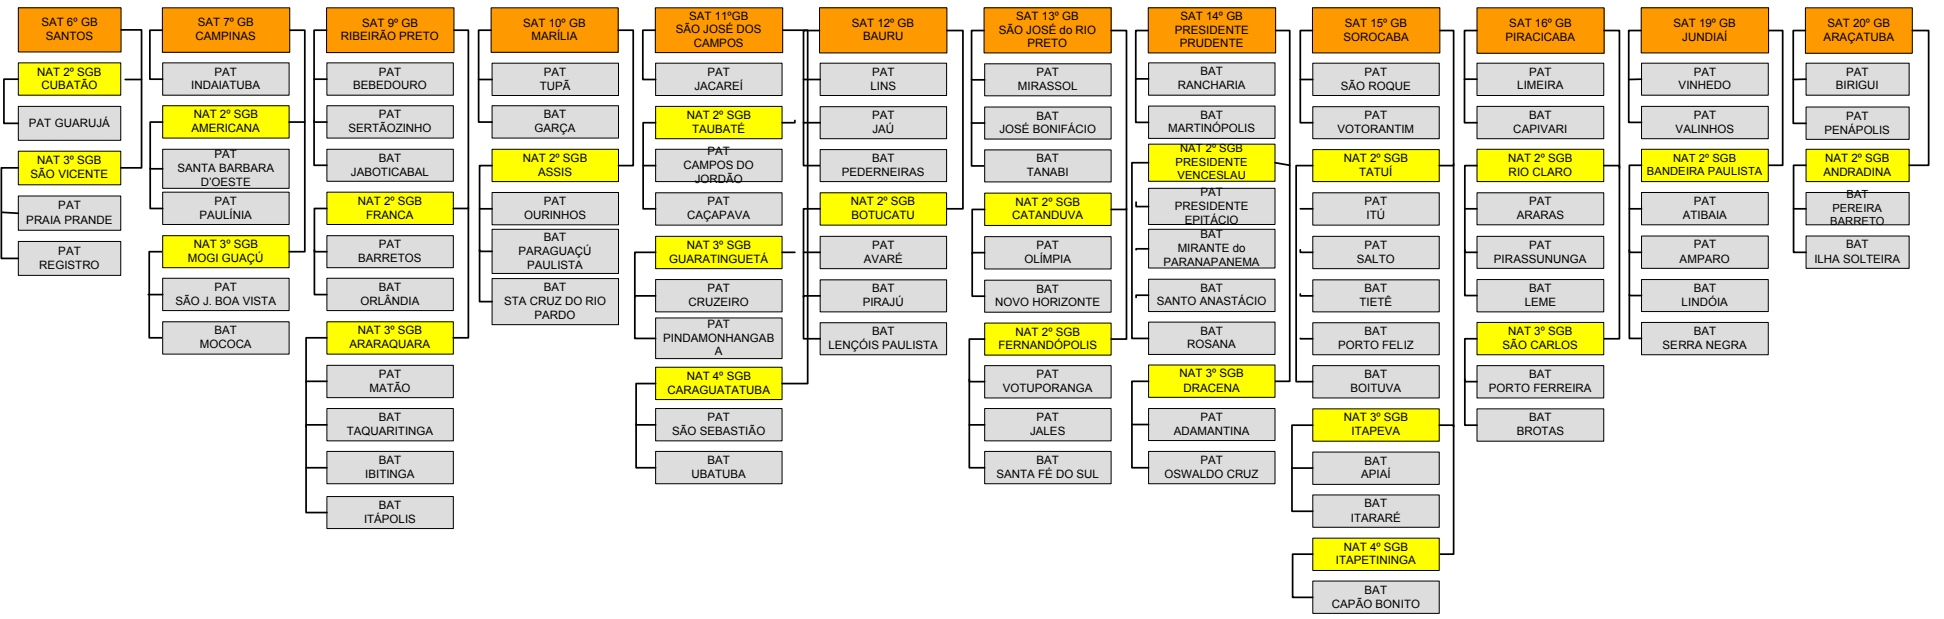 SAT 6º GB
SANTOS
NAT 2º SGB
CUBATÃO
PAT GUARUJÁ
NAT 3º SGB
SÃO VICENTE
PAT
PRAIA PRANDE
PAT
REGISTRO
SAT 7º GB
CAMPINAS
PAT
INDAIATUBA
NAT 2º SGB
AMERICANA
PAT
SANTA BARBARA
D'OESTE
PAT
PAULÍNIA
NAT 3º SGB
MOGI GUAÇÚ
PAT
SÃO J. BOA VISTA
BAT
MOCOCA
SAT 9º GB
RIBEIRÃO PRETO
PAT
BEBEDOURO
PAT
SERTÃOZINHO
BAT
JABOTICABAL
NAT 2º SGB
FRANCA
PAT
BARRETOS
BAT
ORLÂNDIA
NAT 3º SGB
ARARAQUARA
PAT
MATÃO
BAT
TAQUARITINGA
BAT
IBITINGA
BAT
ITÁPOLIS
SAT 10º GB
MARÍLIA
PAT
TUPÃ
BAT
GARÇA
NAT 2º SGB
ASSIS
PAT
OURINHOS
BAT
PARAGUAÇÚ
PAULISTA
BAT
STA CRUZ DO RIO
PARDO
SAT 11ºGB
SÃO JOSÉ DOS
CAMPOS
PAT
JACAREÍ
NAT 2º SGB
TAUBATÉ
PAT
CAMPOS DO
JORDÃO
PAT
CAÇAPAVA
NAT 3º SGB
GUARATINGUETÁ
PAT
CRUZEIRO
PAT
PINDAMONHANGAB
A
NAT 4º SGB
CARAGUATATUBA
PAT
SÃO SEBASTIÃO
BAT
UBATUBA
SAT 12º GB
BAURU
PAT
LINS
PAT
JAÚ
BAT
PEDERNEIRAS
NAT 2º SGB
BOTUCATU
PAT
AVARÉ
BAT
PIRAJÚ
BAT
LENÇÓIS PAULISTA
SAT 13º GB
SÃO JOSÉ do RIO
PRETO
PAT
MIRASSOL
BAT
JOSÉ BONIFÁCIO
BAT
TANABI
NAT 2º SGB
CATANDUVA
PAT
OLÍMPIA
BAT
NOVO HORIZONTE
NAT 2º SGB
FERNANDÓPOLIS
PAT
VOTUPORANGA
PAT
JALES
BAT
SANTA FÉ DO SUL
SAT 14º GB
PRESIDENTE
PRUDENTE
BAT
RANCHARIA
BAT
MARTINÓPOLIS
NAT 2º SGB
PRESIDENTE
VENCESLAU
PAT
PRESIDENTE
EPITÁCIO
BAT
MIRANTE do
PARANAPANEMA
BAT
SANTO ANASTÁCIO
BAT
ROSANA
NAT 3º SGB
DRACENA
PAT
ADAMANTINA
PAT
OSWALDO CRUZ
SAT 15º GB
SOROCABA
PAT
SÃO ROQUE
PAT
VOTORANTIM
NAT 2º SGB
TATUÍ
PAT
ITÚ
PAT
SALTO
BAT
TIETÊ
BAT
PORTO FELIZ
BAT
BOITUVA
NAT 3º SGB
ITAPEVA
BAT
APIAÍ
BAT
ITARARÉ
NAT 4º SGB
ITAPETININGA
BAT
CAPÃO BONITO
SAT 16º GB
PIRACICABA
PAT
LIMEIRA
BAT
CAPIVARI
NAT 2º SGB
RIO CLARO
PAT
ARARAS
PAT
PIRASSUNUNGA
BAT
LEME
NAT 3º SGB
SÃO CARLOS
BAT
PORTO FERREIRA
BAT
BROTAS
SAT 19º GB
JUNDIAÍ
PAT
VINHEDO
PAT
VALINHOS
NAT 2º SGB
BANDEIRA PAULISTA
PAT
ATIBAIA
PAT
AMPARO
BAT
LINDÓIA
BAT
SERRA NEGRA
SAT 20º GB
ARAÇATUBA
PAT
BIRIGUI
PAT
PENÁPOLIS
NAT 2º SGB
ANDRADINA
BAT
PEREIRA
BARRETO
BAT
ILHA SOLTEIRA